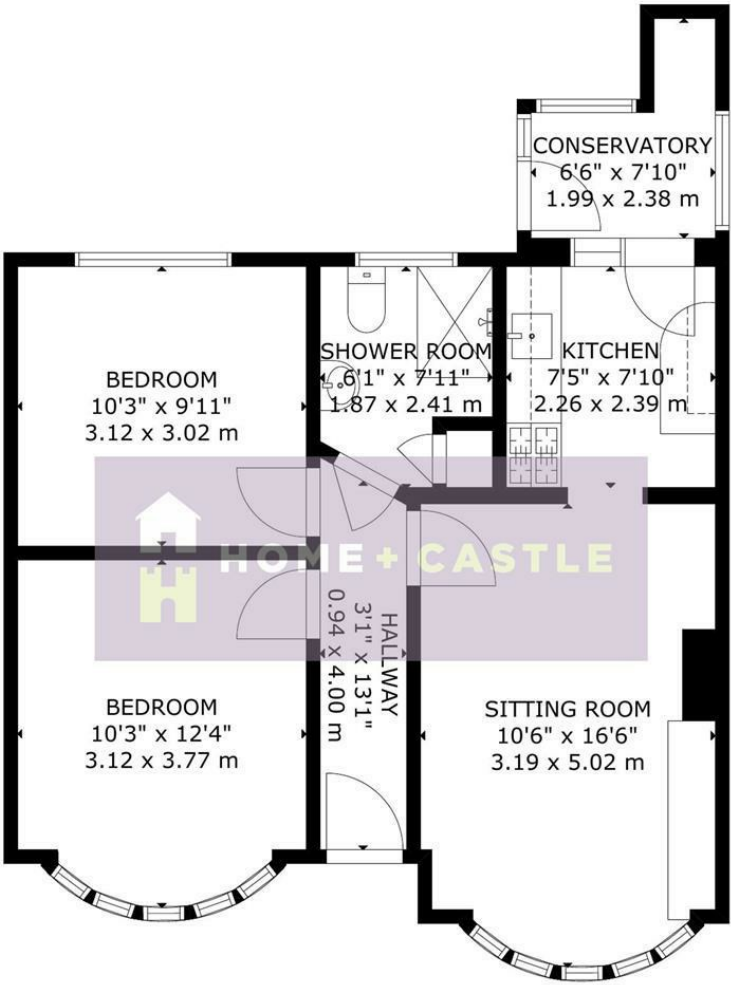 CONSERVATORY
6'6" x 7'10"
1.99 x 2.38 m
BEDROOM
10'3" x 9'11"
3.12 x 3.02 m
SHOWER ROOM
6'1" x 7'11"
1.87 x 2.41 m
KITCHEN
7'5" x 7'10"
2.26 x 2.39 m
HOME + CASTLE
HALLWAY
3'1" x 13'1"
0.94 x 4.00 m
BEDROOM
10'3" x 12'4"
3.12 x 3.77 m
SITTING ROOM
10'6" x 16'6"
3.19 x 5.02 m